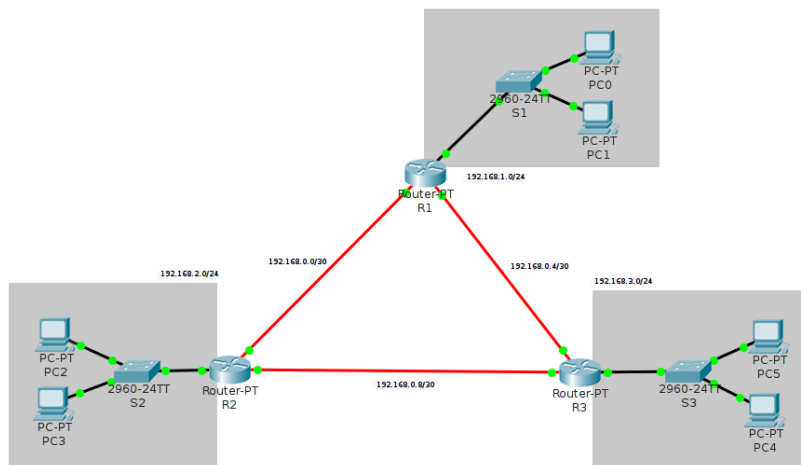 PC-PT
PC0
2960-24TT
S1
PC-PT
PC1
192.168.1.0/24
Router-PT
R1
192.168.0.0/30
192.168.0.4/30
192.168.2.0/24
192.168.3.0/24
PC-PT
PC2
2960-24TT
S2
PC-PT
PC3
Router-PT
R2
192.168.0.8/30
Router-PT
R3
2960-24TT
S3
PC-PT
PC5
PC-PT
PC4